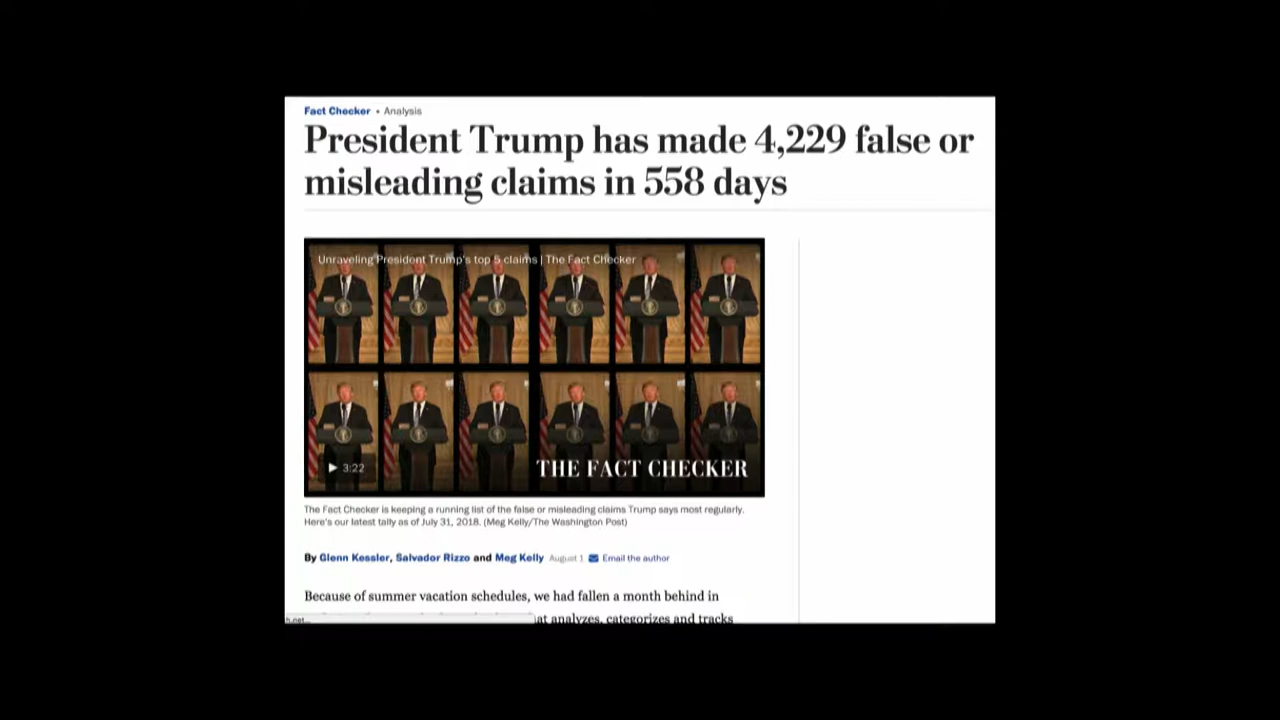 Fact Checker • Analysis
President Trump has made 4,229 false or
misleading claims in 558 days
Unraveling President Trump's top 5 claims | The Fact Checker
3:22
THE FACT CHECKER
The Fact Checker is keeping a running list of the false or misleading claims Trump says most regularly.
Here's our latest tally as of July 31, 2018. (Meg Kelly/The Washington Post)
By Glenn Kessler, Salvador Rizzo and Meg Kelly August 1 Email the author
Because of summer vacation schedules, we had fallen a month behind in
at analyzes, categorizes and tracks